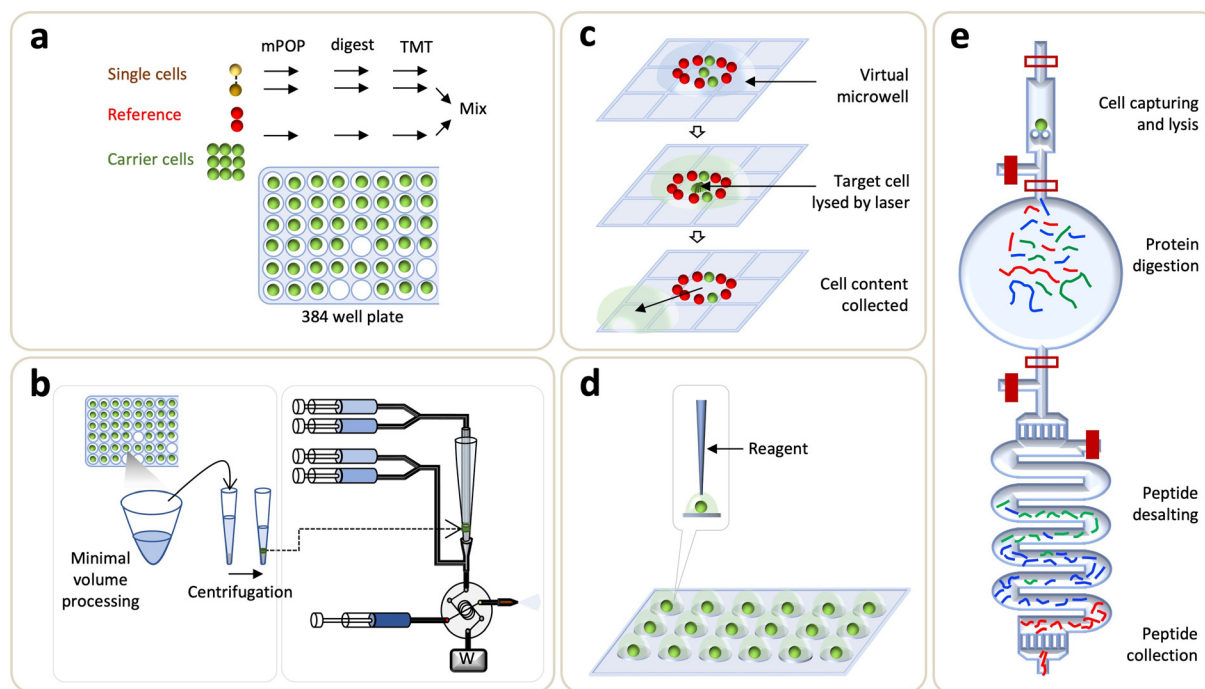 a
mPOP digest TMT
Single cells
Reference
Mix
Carrier cells
384 well plate
b
Minimal
volume
processing
Centrifugation
W
c
Virtual
microwell
Target cell
lysed by laser
Cell content
collected
d
Reagent
e
Cell capturing
and lysis
Protein
digestion
Peptide
desalting
Peptide
collection